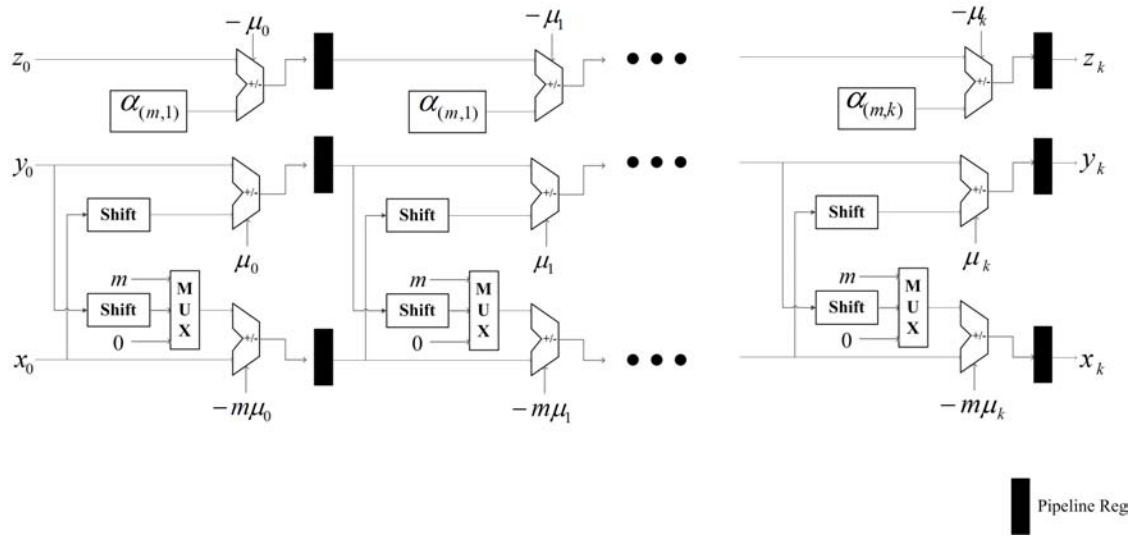 −μ₀ −μ₁ −μₖ
z₀ +/- +/- +/- zₖ
α(m,1) α(m,1) α(m,k)
y₀ +/- +/- +/- yₖ
Shift Shift Shift
μ₀ μ₁ μₖ
m MUX m MUX m MUX
Shift +/- Shift +/- Shift +/-
0 0 0
x₀ xₖ
−mμ₀ −mμ₁ −mμₖ
Pipeline Reg